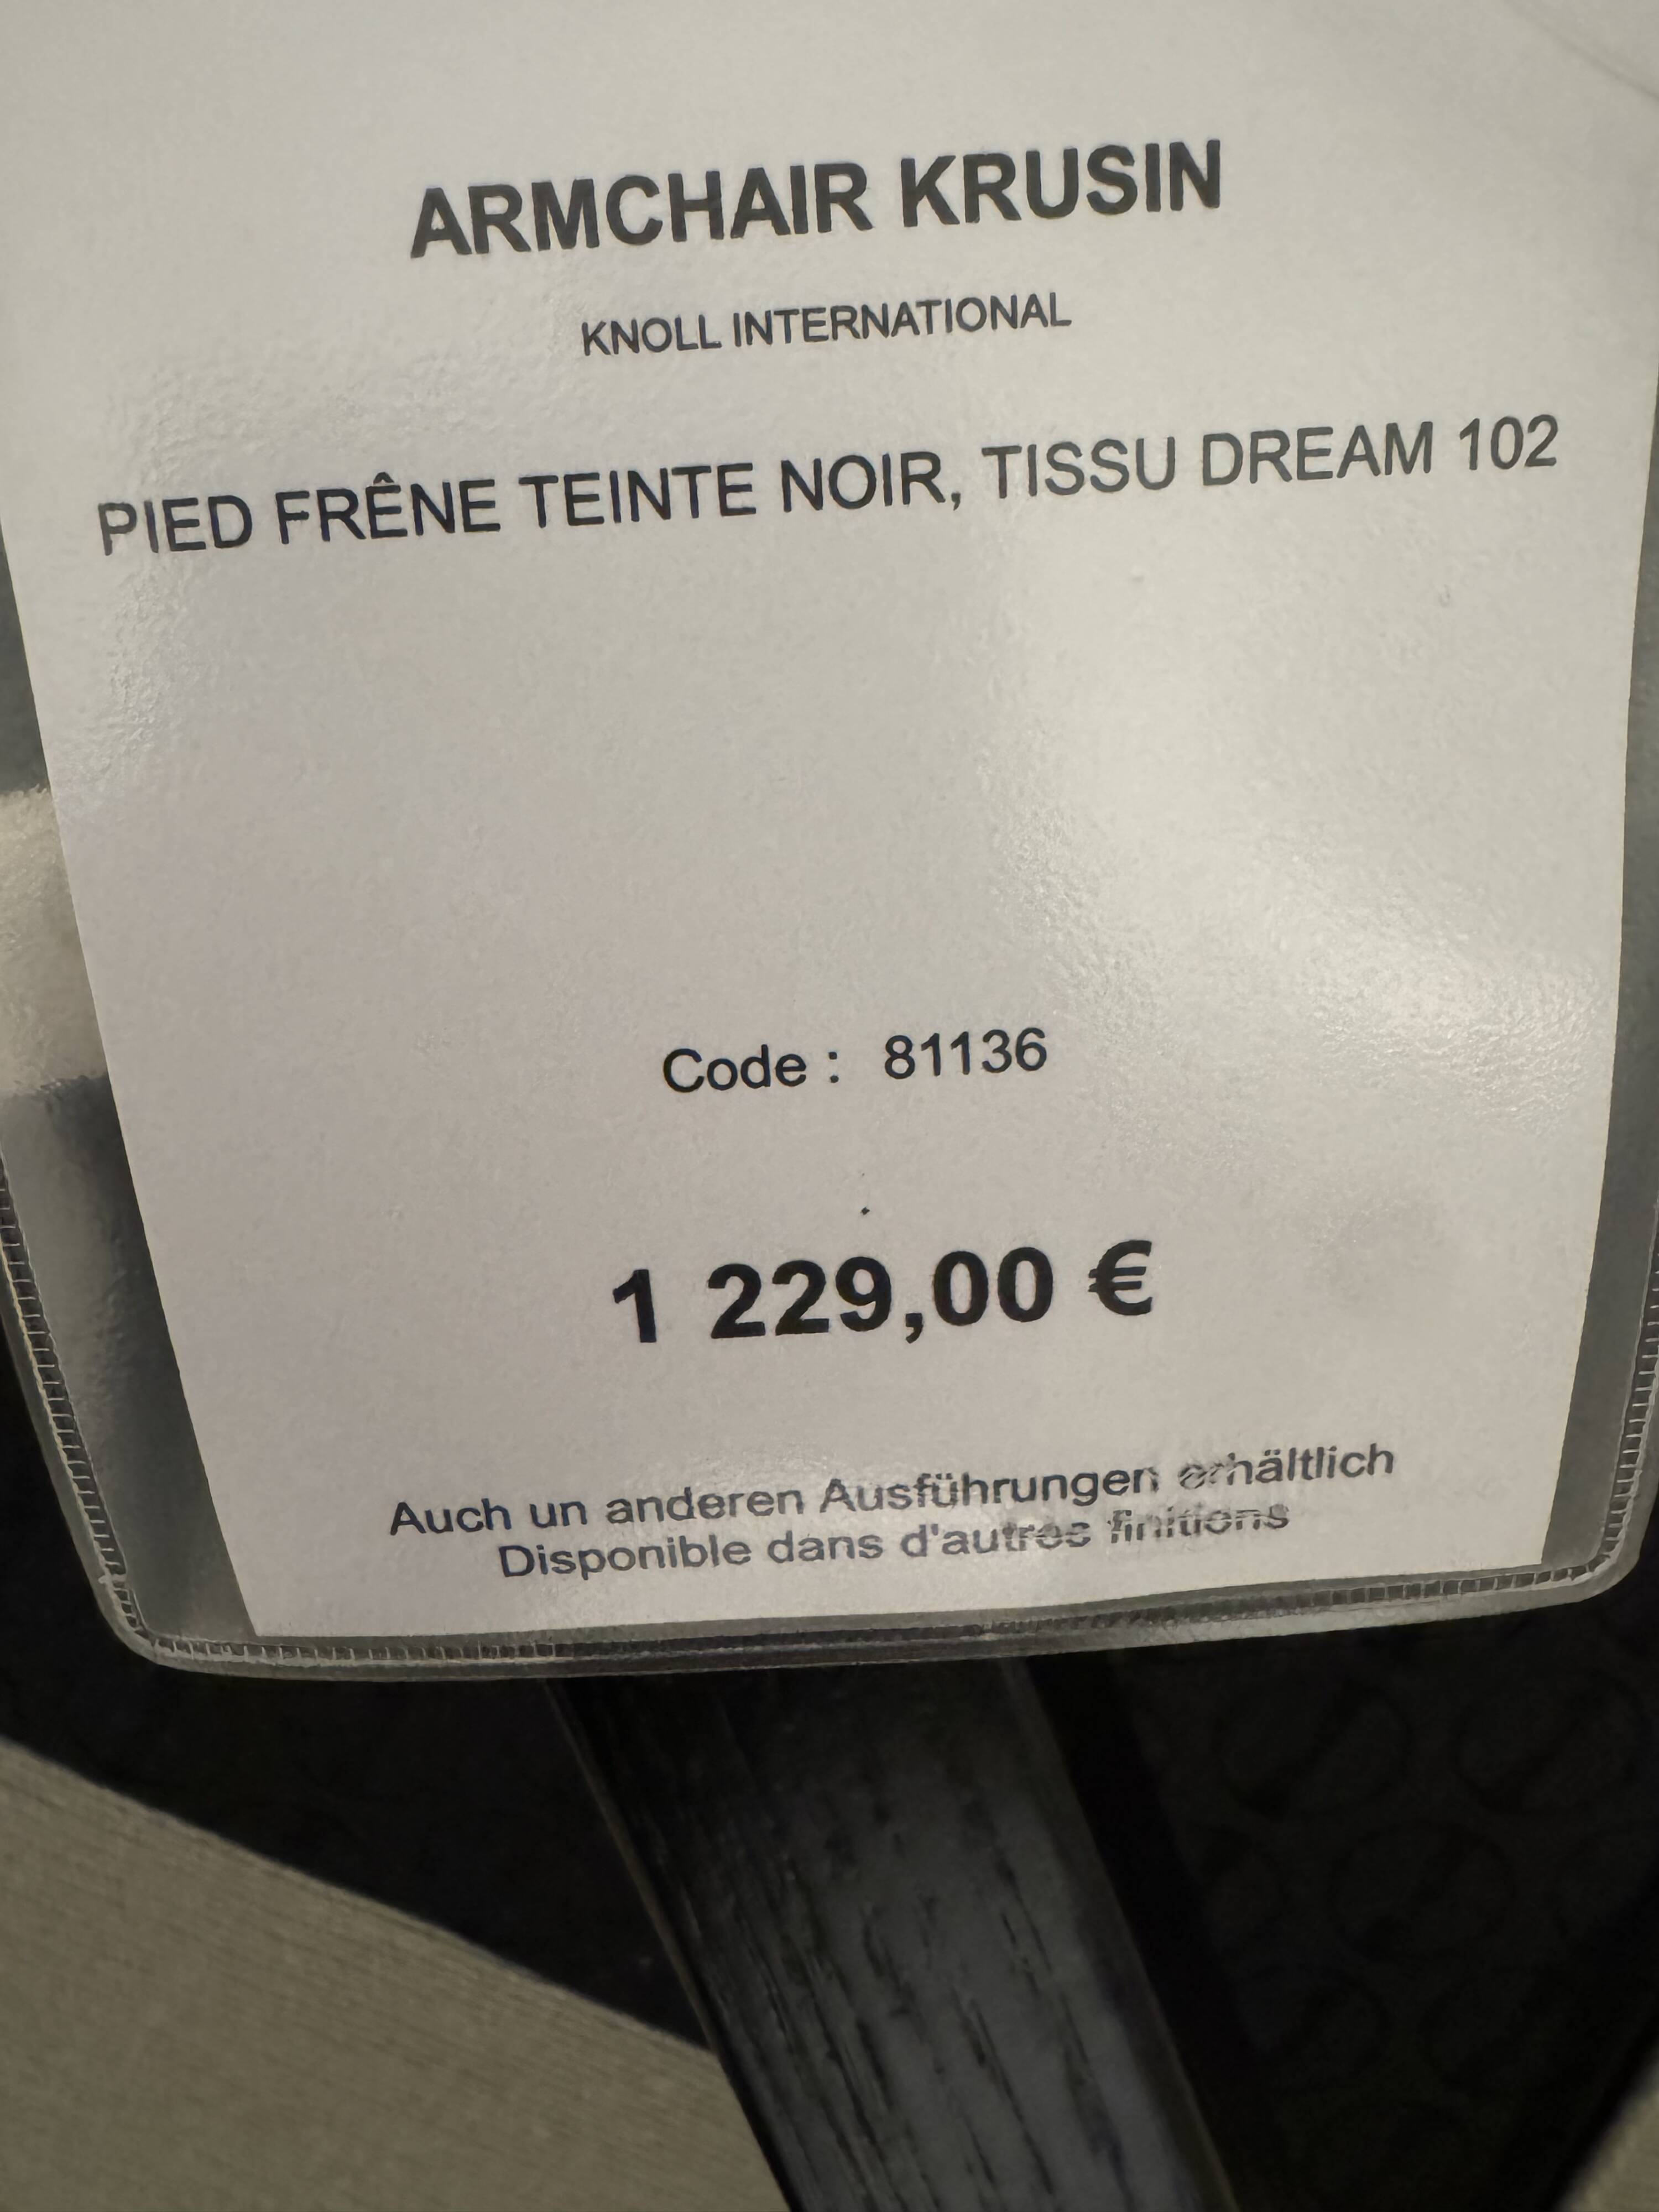 ARMCHAIR KRUSIN
KNOLL INTERNATIONAL
PIED FRÊNE TEINTE NOIR, TISSU DREAM 102
Code : 81136
1 229,00 €
Auch un anderen Ausführungen erhältlich
Disponible dans d'autres finitions